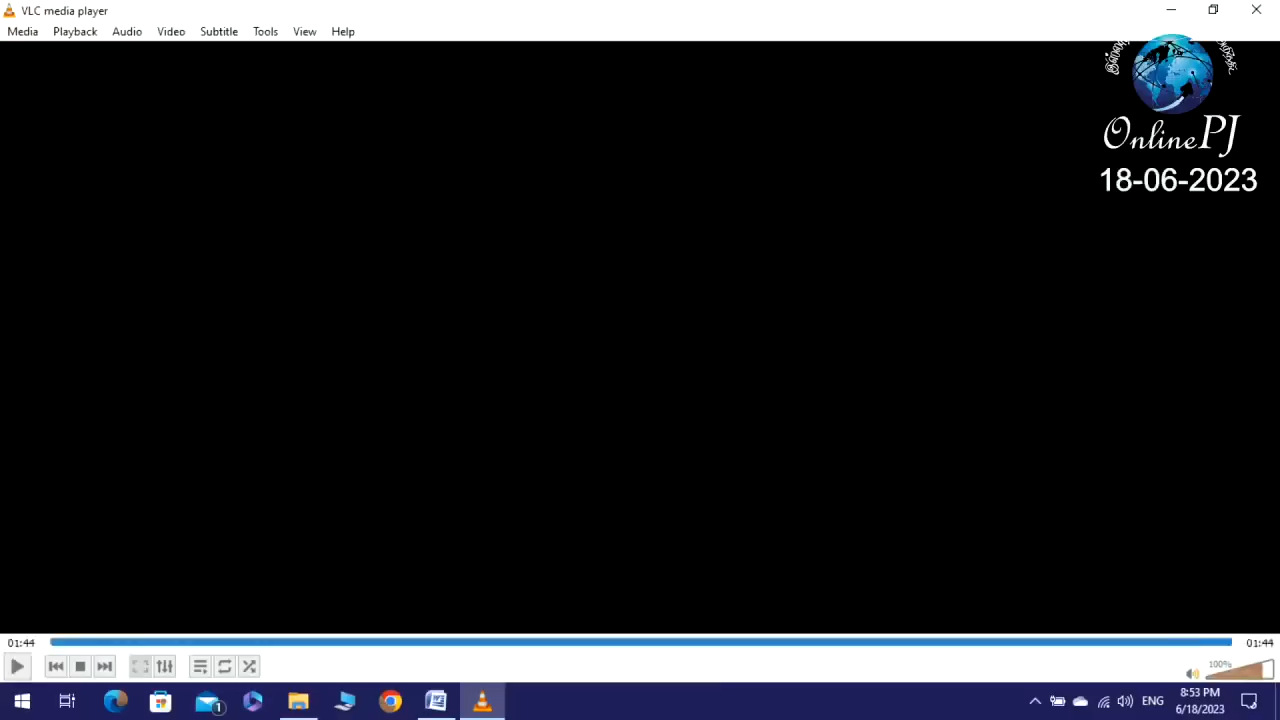 VLC media player
Media Playback Audio Video Subtitle Tools View Help
OnlinePJ
18-06-2023
01:44
01:44
100%
1
ENG
8:53 PM
6/18/2023